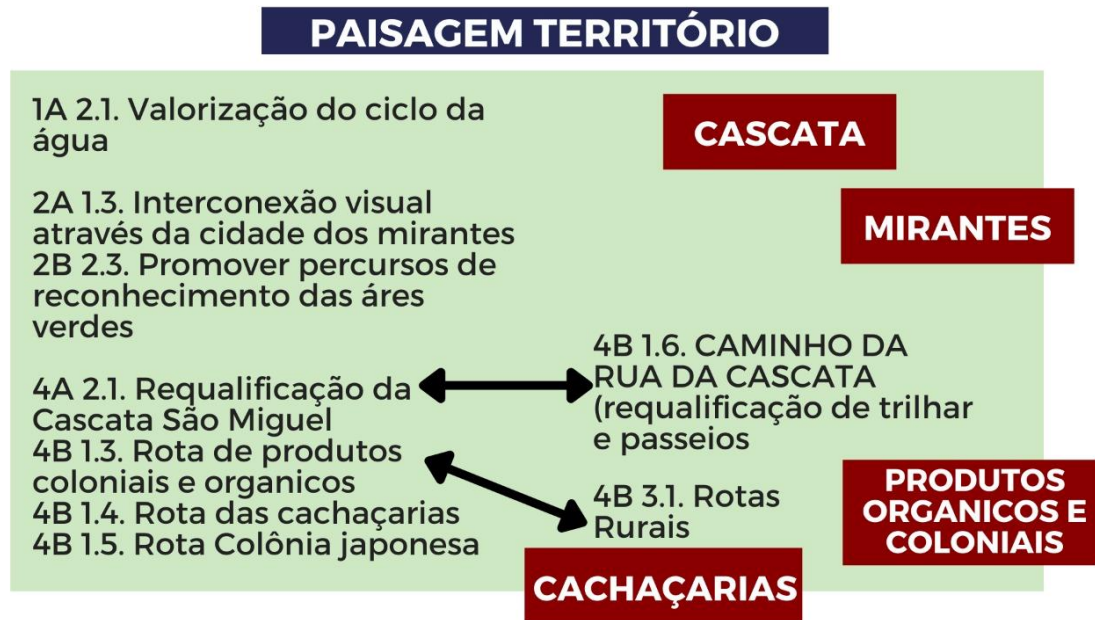 PAISAGEM TERRITÓRIO
1A 2.1. Valorização do ciclo da
água
CASCATA
2A 1.3. Interconexão visual
através da cidade dos mirantes
2B 2.3. Promover percursos de
reconhecimento das áres
verdes
MIRANTES
4A 2.1. Requalificação da
Cascata São Miguel
4B 1.3. Rota de produtos
coloniais e organicos
4B 1.4. Rota das cachaçarias
4B 1.5. Rota Colônia japonesa
4B 1.6. CAMINHO DA
RUA DA CASCATA
(requalificação de trilhar
e passeios
4B 3.1. Rotas
Rurais
PRODUTOS
ORGANICOS E
COLONIAIS
CACHAÇARIAS